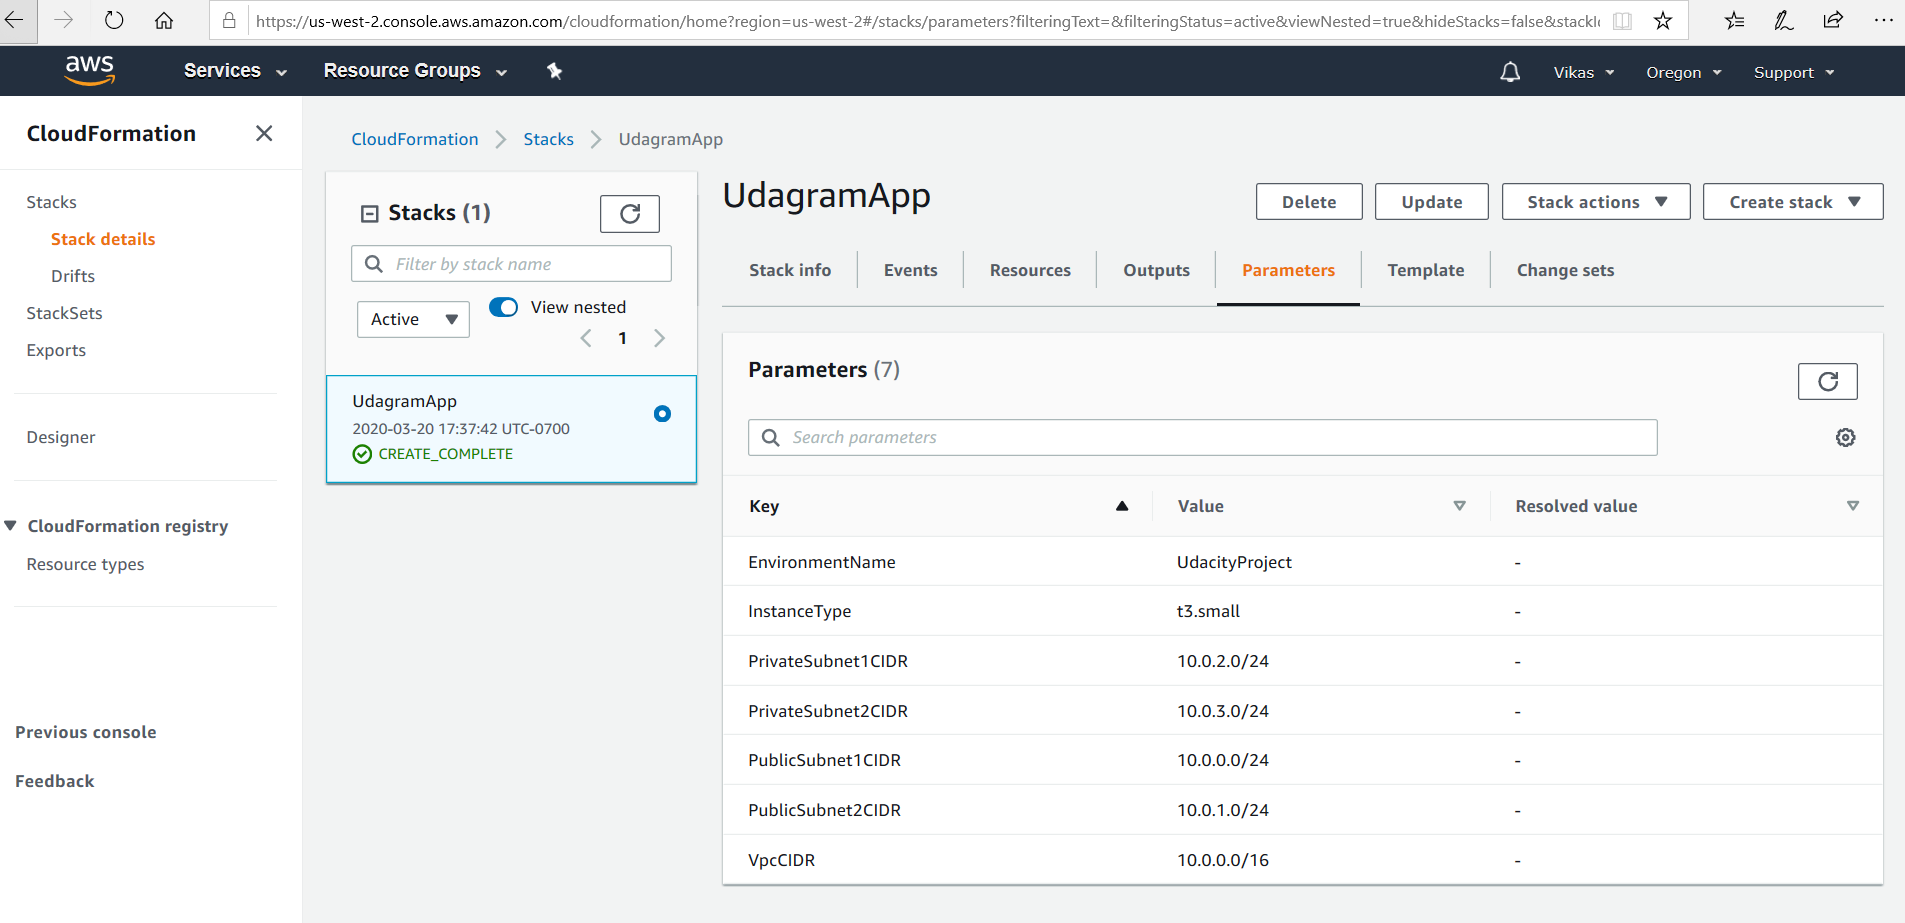 https://us-west-2.console.aws.amazon.com/cloudformation/home?region=us-west-2#/stacks/parameters?filteringText=&filteringStatus=active&viewNested=true&hideStacks=false&stackId
aws Services Resource Groups Vikas Oregon Support
CloudFormation
Stacks
Stack details
Drifts
StackSets
Exports
Designer
CloudFormation registry
Resource types
Previous console
Feedback
CloudFormation Stacks UdagramApp
Stacks (1)
Filter by stack name
Active View nested
1
UdagramApp
2020-03-20 17:37:42 UTC-0700
CREATE_COMPLETE
UdagramApp
Delete Update Stack actions Create stack
Stack info Events Resources Outputs Parameters Template Change sets
Parameters (7)
Search parameters
Key Value Resolved value
EnvironmentName UdacityProject -
InstanceType t3.small -
PrivateSubnet1CIDR 10.0.2.0/24 -
PrivateSubnet2CIDR 10.0.3.0/24 -
PublicSubnet1CIDR 10.0.0.0/24 -
PublicSubnet2CIDR 10.0.1.0/24 -
VpcCIDR 10.0.0.0/16 -